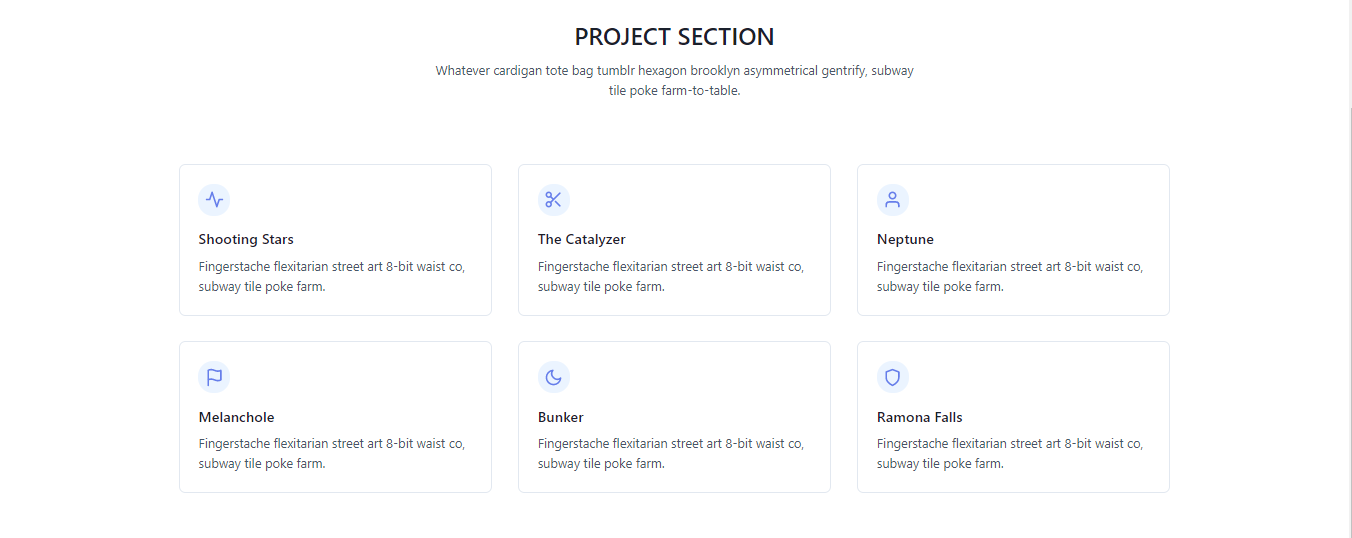 PROJECT SECTION
Whatever cardigan tote bag tumblr hexagon brooklyn asymmetrical gentrify, subway
tile poke farm-to-table.
Shooting Stars
Fingerstache flexitarian street art 8-bit waist co,
subway tile poke farm.
The Catalyzer
Fingerstache flexitarian street art 8-bit waist co,
subway tile poke farm.
Neptune
Fingerstache flexitarian street art 8-bit waist co,
subway tile poke farm.
Melanchole
Fingerstache flexitarian street art 8-bit waist co,
subway tile poke farm.
Bunker
Fingerstache flexitarian street art 8-bit waist co,
subway tile poke farm.
Ramona Falls
Fingerstache flexitarian street art 8-bit waist co,
subway tile poke farm.